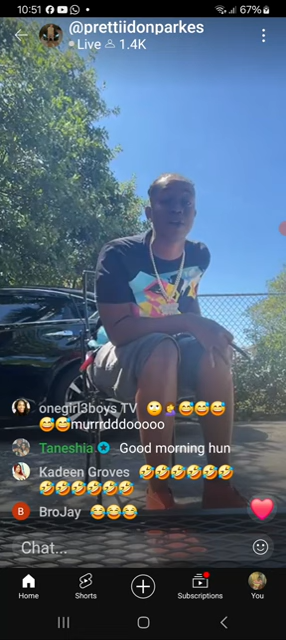 10:51 67%
@prettiidonparkes
Live 1.4K
onegirl3boys TV 🙄🤷‍♀️😅😅😅
😅😅murrrdddooooo
Taneshia Good morning hun
Kadeen Groves 🤣🤣🤣🤣🤣🤣
🤣🤣🤣🤣🤣🤣
B BroJay 😂😂😂
Chat...
Home Shorts Subscriptions You